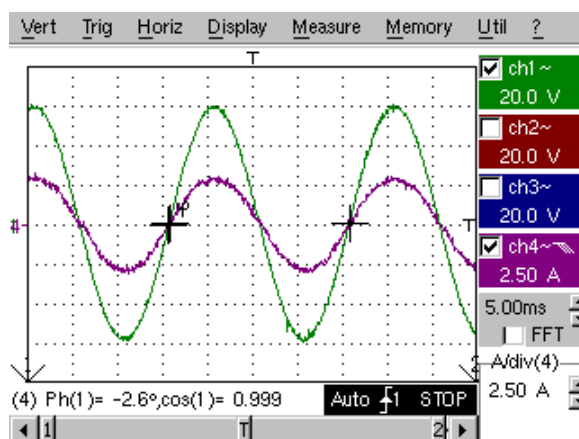 Vert Trig Horiz Display Measure Memory Util ?
T
ch1~
20.0 V
ch2~
20.0 V
ch3~
20.0 V
ch4~
2.50 A
5.00ms
FFT
A/div(4)
2.50 A
P
T
2
(4) Ph(1)= -2.6°,cos(1)= 0.999
Auto 1 STOP
1 T 2